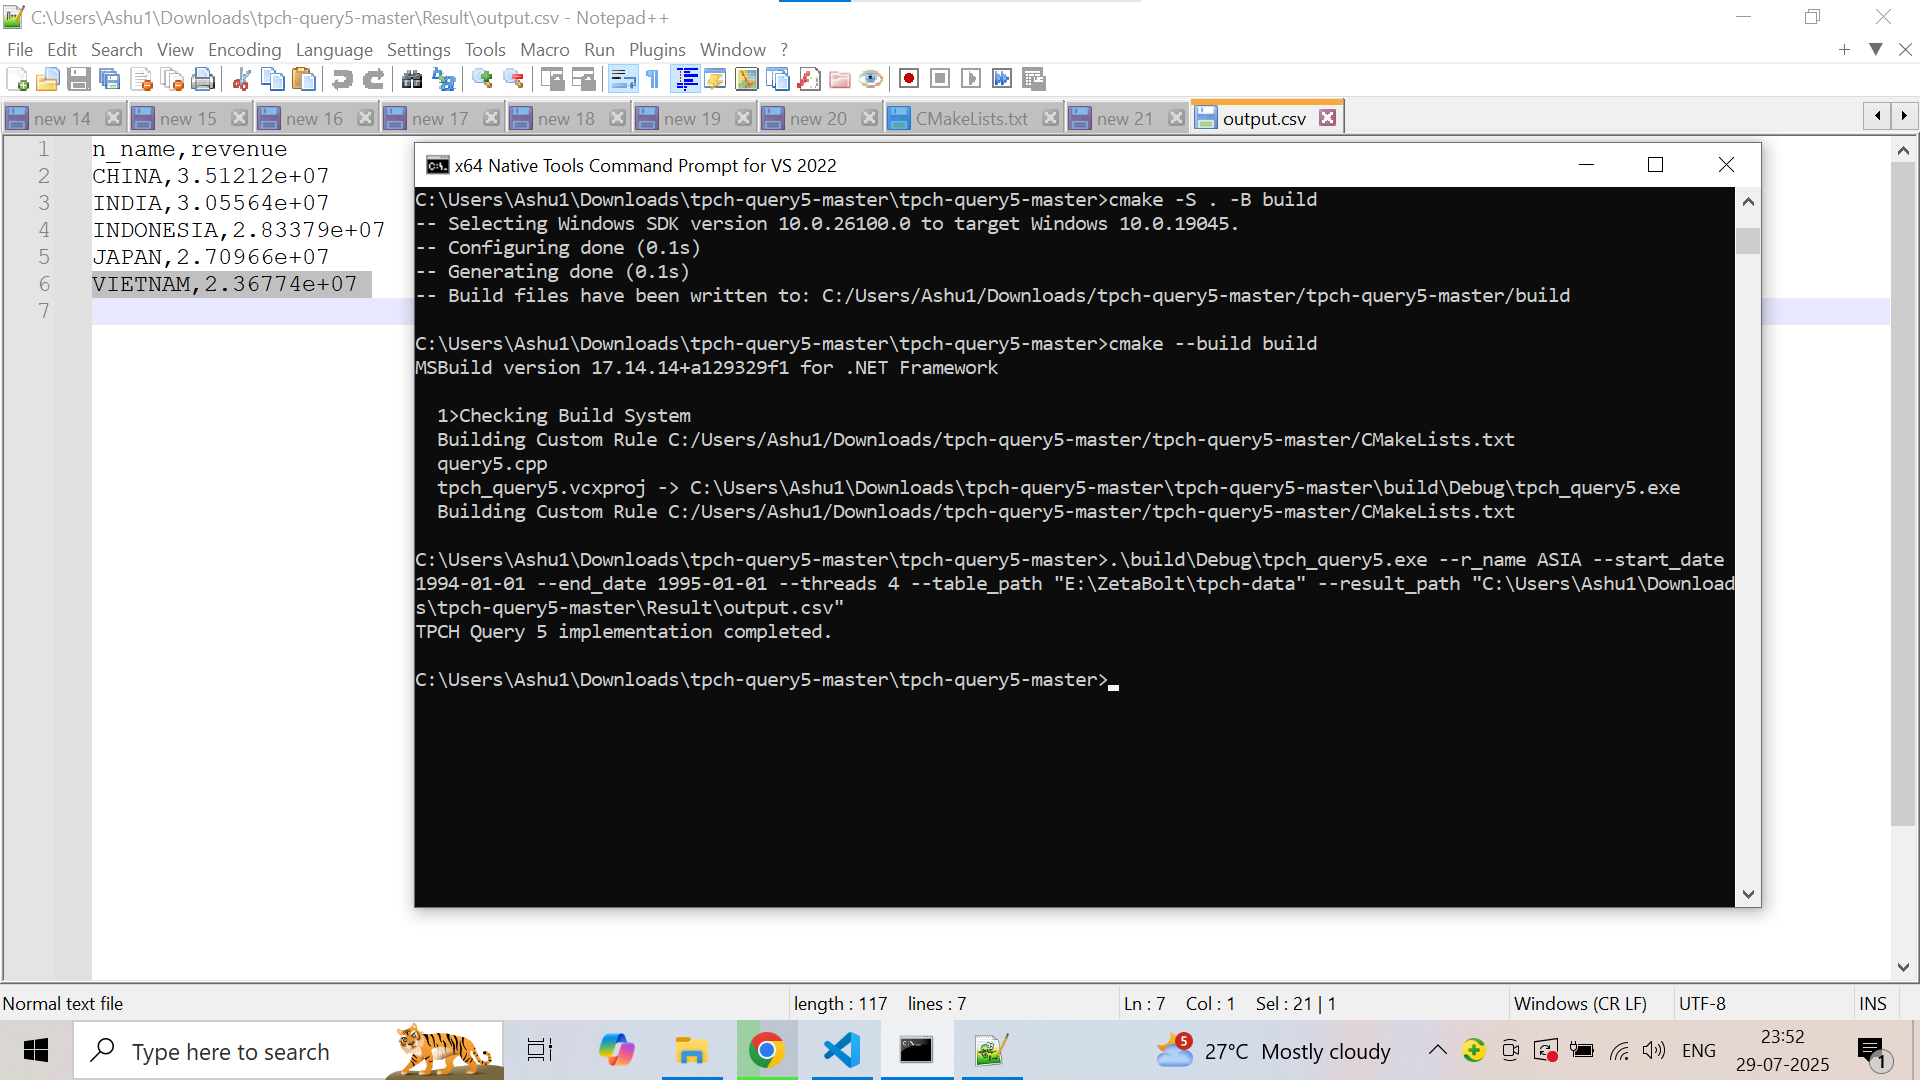 C:\Users\Ashu1\Downloads\tpch-query5-master\Result\output.csv - Notepad++
File Edit Search View Encoding Language Settings Tools Macro Run Plugins Window ?
new 14 new 15 new 16 new 17 new 18 new 19 new 20 CMakeLists.txt new 21 output.csv
1 n_name,revenue
2 CHINA,3.51212e+07
3 INDIA,3.05564e+07
4 INDONESIA,2.83379e+07
5 JAPAN,2.70966e+07
6 VIETNAM,2.36774e+07
7
x64 Native Tools Command Prompt for VS 2022
C:\Users\Ashu1\Downloads\tpch-query5-master\tpch-query5-master>cmake -S . -B build
-- Selecting Windows SDK version 10.0.26100.0 to target Windows 10.0.19045.
-- Configuring done (0.1s)
-- Generating done (0.1s)
-- Build files have been written to: C:/Users/Ashu1/Downloads/tpch-query5-master/tpch-query5-master/build
C:\Users\Ashu1\Downloads\tpch-query5-master\tpch-query5-master>cmake --build build
MSBuild version 17.14.14+a129329f1 for .NET Framework
1>Checking Build System
Building Custom Rule C:/Users/Ashu1/Downloads/tpch-query5-master/tpch-query5-master/CMakeLists.txt
query5.cpp
tpch_query5.vcxproj -> C:\Users\Ashu1\Downloads\tpch-query5-master\tpch-query5-master\build\Debug\tpch_query5.exe
Building Custom Rule C:/Users/Ashu1/Downloads/tpch-query5-master/tpch-query5-master/CMakeLists.txt
C:\Users\Ashu1\Downloads\tpch-query5-master\tpch-query5-master>.\build\Debug\tpch_query5.exe --r_name ASIA --start_date
1994-01-01 --end_date 1995-01-01 --threads 4 --table_path "E:\ZetaBolt\tpch-data" --result_path "C:\Users\Ashu1\Download
s\tpch-query5-master\Result\output.csv"
TPCH Query 5 implementation completed.
C:\Users\Ashu1\Downloads\tpch-query5-master\tpch-query5-master>
Normal text file length : 117 lines : 7 Ln : 7 Col : 1 Sel : 21 | 1 Windows (CR LF) UTF-8 INS
Type here to search 5 27°C Mostly cloudy ENG 23:52
29-07-2025 1